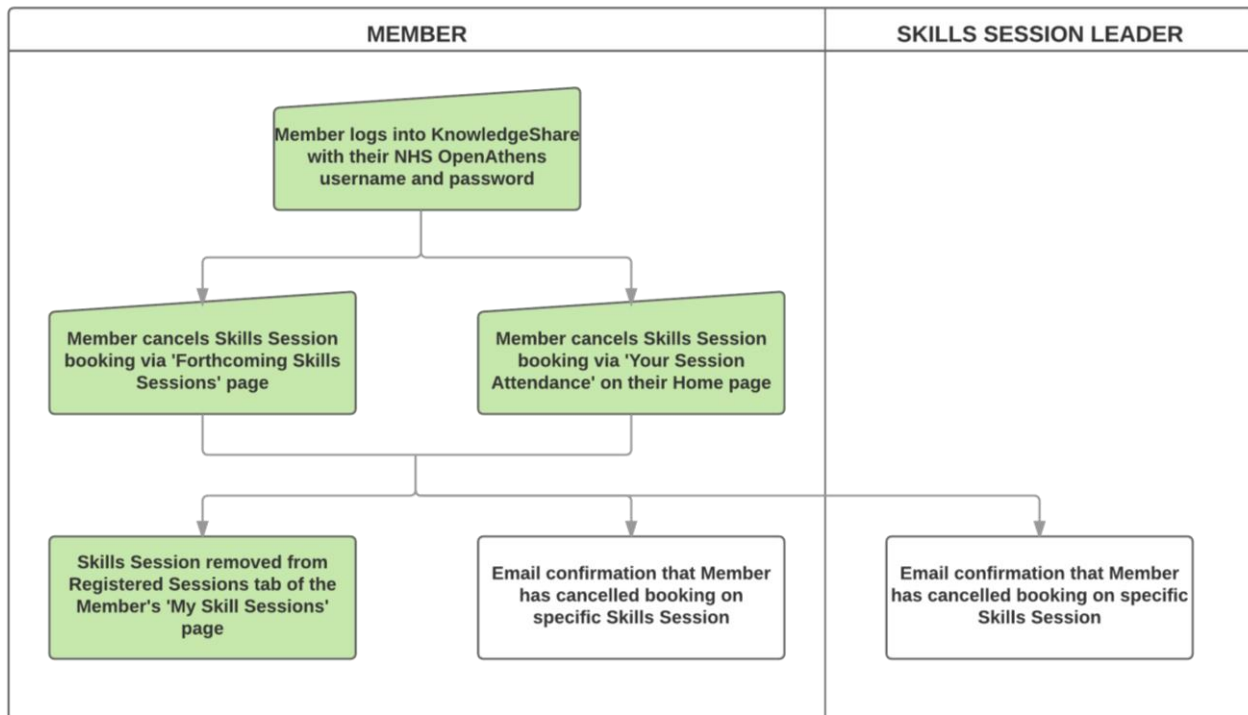 MEMBER
SKILLS SESSION LEADER
Member logs into KnowledgeShare
with their NHS OpenAthens
username and password
Member cancels Skills Session
booking via 'Forthcoming Skills
Sessions' page
Member cancels Skills Session
booking via 'Your Session
Attendance' on their Home page
Skills Session removed from
Registered Sessions tab of the
Member's 'My Skill Sessions'
page
Email confirmation that Member
has cancelled booking on
specific Skills Session
Email confirmation that Member
has cancelled booking on specific
Skills Session